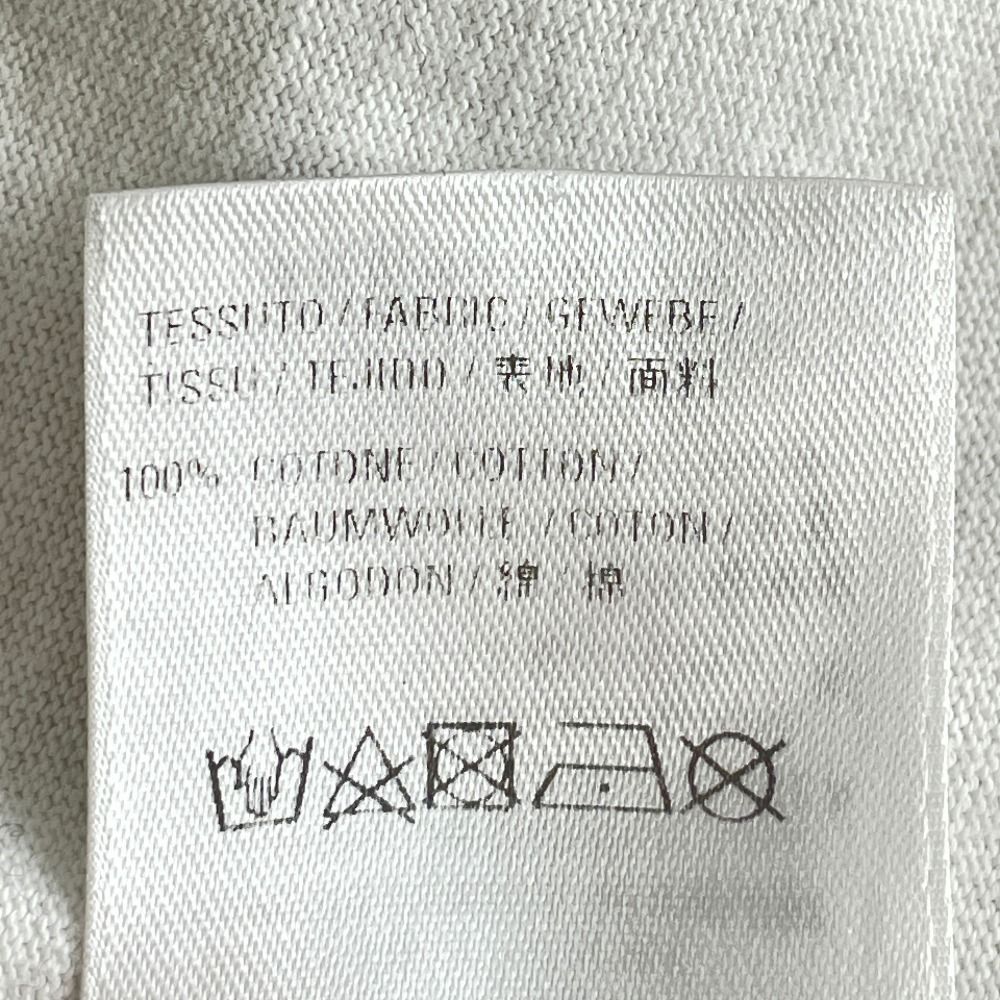 TESSUTO / FABRIC / GEWEBE /
TISSU / TEJIDO / 表地 / 面料
100% COTONE / COTTON /
BAUMWOLLE / COTON /
ALGODON / 綿 / 棉